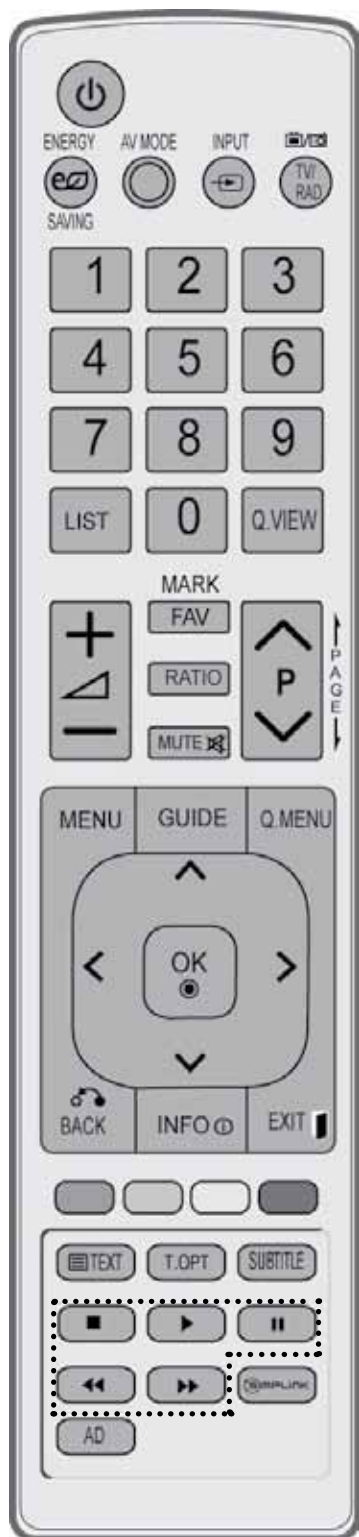 ENERGY AV MODE INPUT
TV/
RAD
SAVING
1 2 3
4 5 6
7 8 9
LIST 0 Q.VIEW
MARK
FAV
RATIO
P
PAGE
MUTE
MENU GUIDE Q.MENU
OK
BACK INFO EXIT
TEXT T.OPT SUBTITLE
SIMPLINK
AD